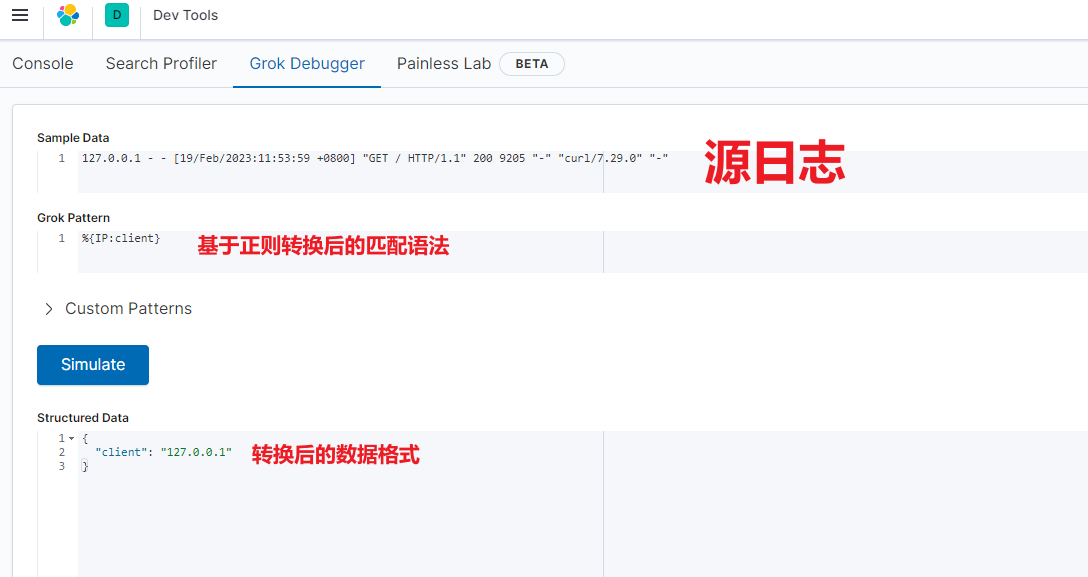 D Dev Tools
Console Search Profiler Grok Debugger Painless Lab BETA
Sample Data
1 127.0.0.1 - - [19/Feb/2023:11:53:59 +0800] "GET / HTTP/1.1" 200 9205 "-" "curl/7.29.0" "-"
源日志
Grok Pattern
1 %{IP:client}
基于正则转换后的匹配语法
Custom Patterns
Simulate
Structured Data
1 {
2 "client": "127.0.0.1"
转换后的数据格式
3 }